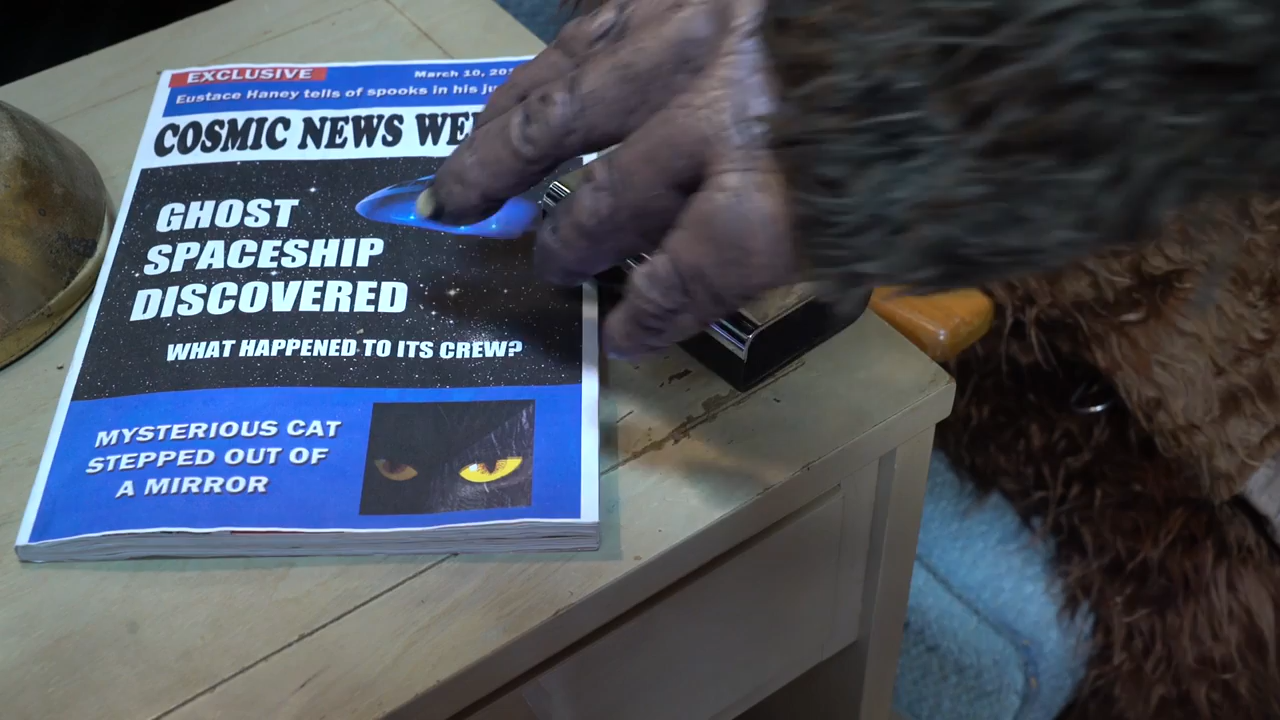 EXCLUSIVE
March 10,
Eustace Haney tells of spooks in his
COSMIC NEWS
GHOST
SPACESHIP
DISCOVERED
WHAT HAPPENED TO ITS CREW?
MYSTERIOUS CAT
STEPPED OUT OF
A MIRROR